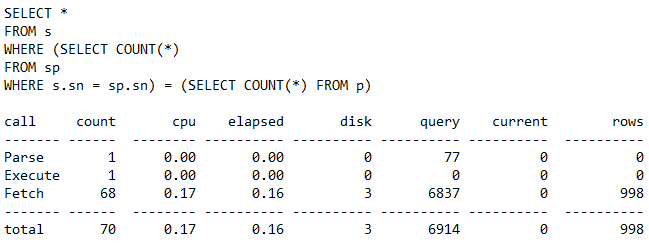 SELECT *
FROM s
WHERE (SELECT COUNT(*)
FROM sp
WHERE s.sn = sp.sn) = (SELECT COUNT(*) FROM p)
call     count       cpu    elapsed       disk      query    current        rows
------- ------  -------- ---------- ---------- ---------- ----------  ----------
Parse        1      0.00       0.00          0         77          0           0
Execute      1      0.00       0.00          0          0          0           0
Fetch       68      0.17       0.16          3       6837          0         998
------- ------  -------- ---------- ---------- ---------- ----------  ----------
total       70      0.17       0.16          3       6914          0         998